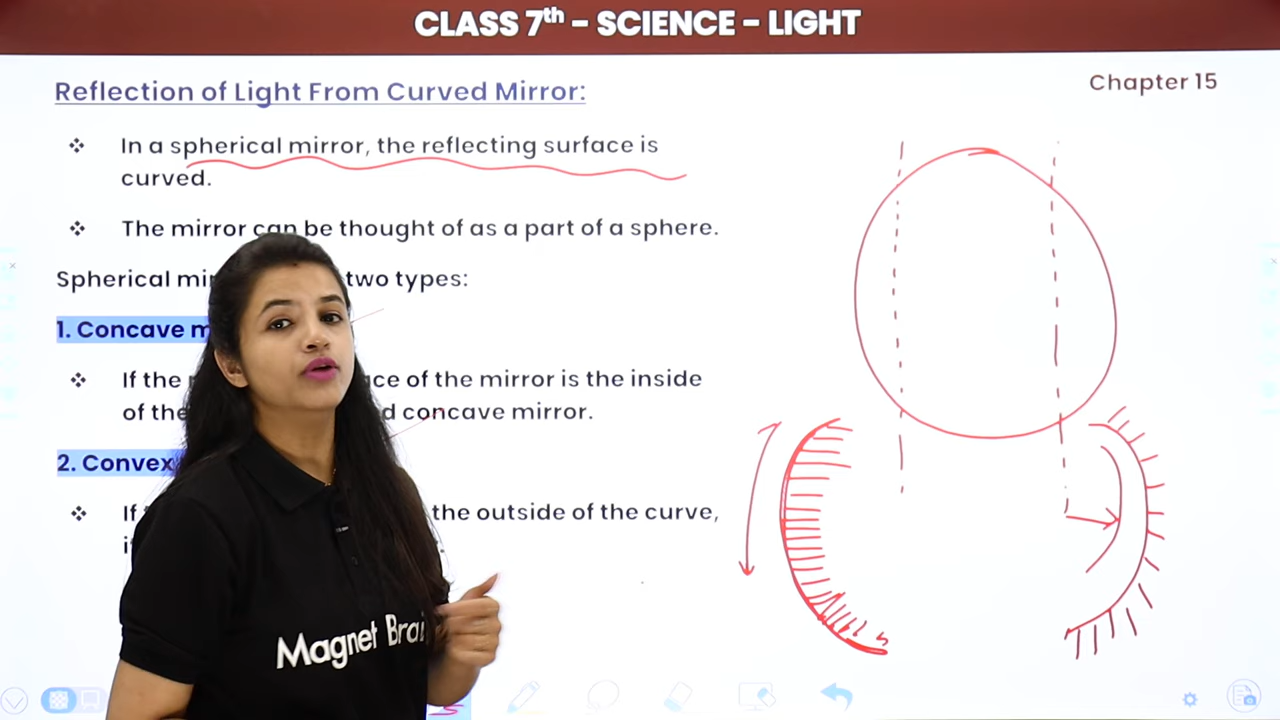 CLASS 7th - SCIENCE - LIGHT
Chapter 15
Reflection of Light From Curved Mirror:
In a spherical mirror, the reflecting surface is
curved.
The mirror can be thought of as a part of a sphere.
Spherical two types:
1. Concave
If the of the mirror is the inside
of the concave mirror.
2. Convex
If the outside of the curve,
Magnet Brai